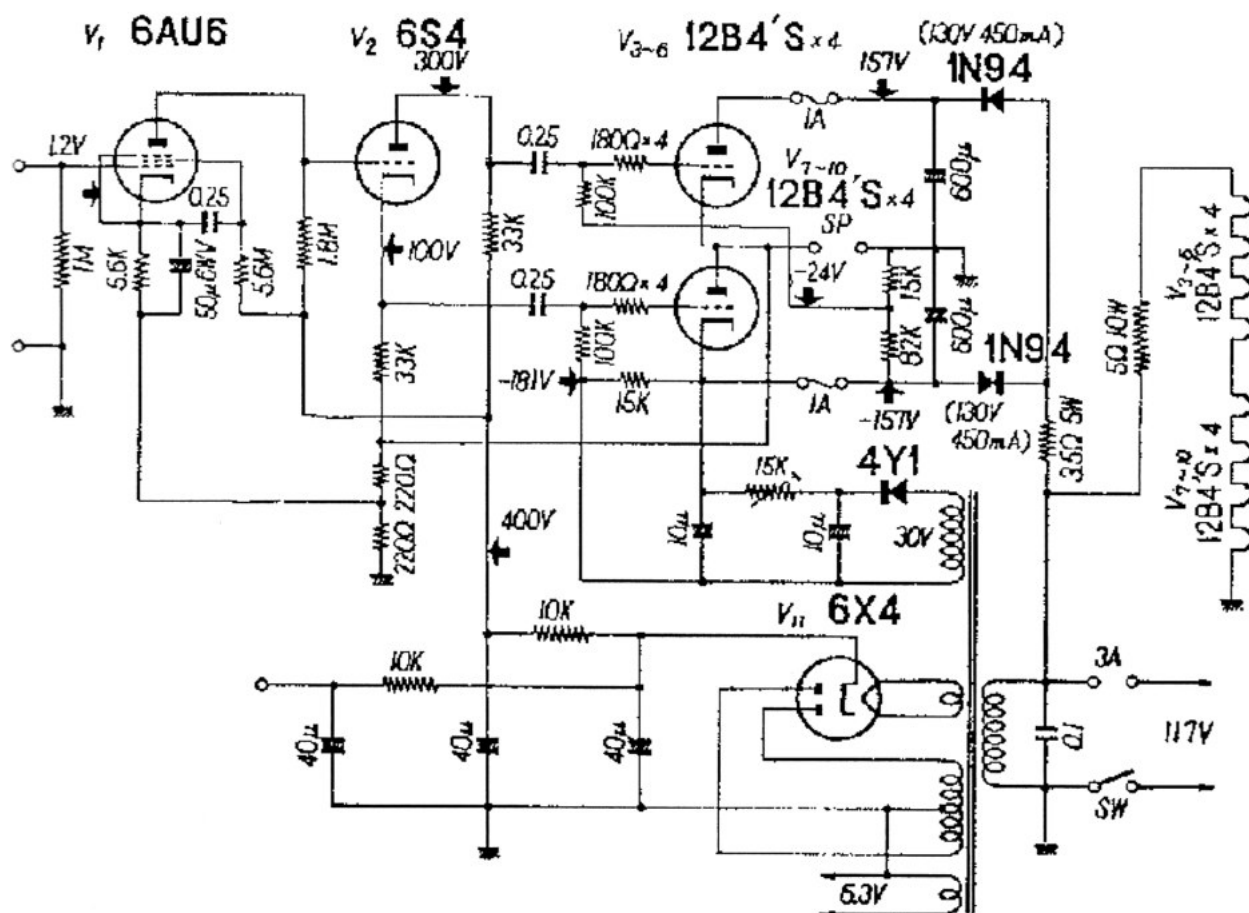 V₁ 6AU6
V₂ 6S4
V₃~₆ 12B4'S×4
(130V 450mA)
1N94
300V
157V
1.2V
0.25
180Ω×4
1A
V₇~₁₀
12B4'S×4
600μ
100K
SP
0.25
1M
5.6K
50μ6WV
5.6M
1.8M
100V
33K
-24V
15K
0.25
180Ω×4
600μ
82K
1N94
5Ω 10W
V₃~₆
12B4'S×4
33K
100K
-181V
15K
1A
-157V
(130V
450mA)
3.5Ω 5W
15K
4Y1
220Ω
220Ω
400V
10μ
10μ
30V
V₇~₁₀
12B4'S×4
V₁₁ 6X4
10K
10K
3A
40μ
40μ
40μ
0.1
117V
SW
6.3V